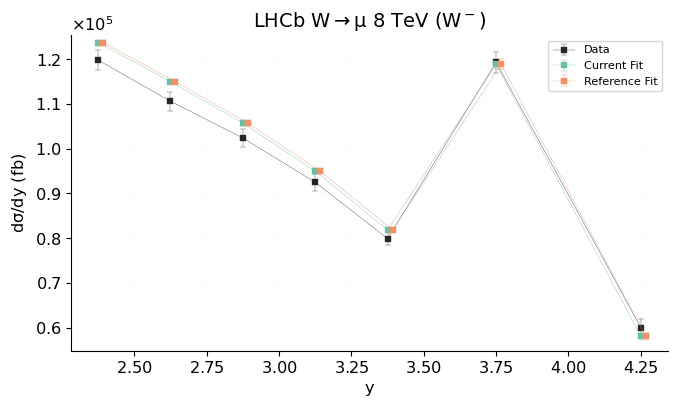 LHCb W→μ 8 TeV (W⁻)
×10⁵
Data
Current Fit
Reference Fit
dσ/dy (fb)
1.2
1.1
1.0
0.9
0.8
0.7
0.6
2.50 2.75 3.00 3.25 3.50 3.75 4.00 4.25
y